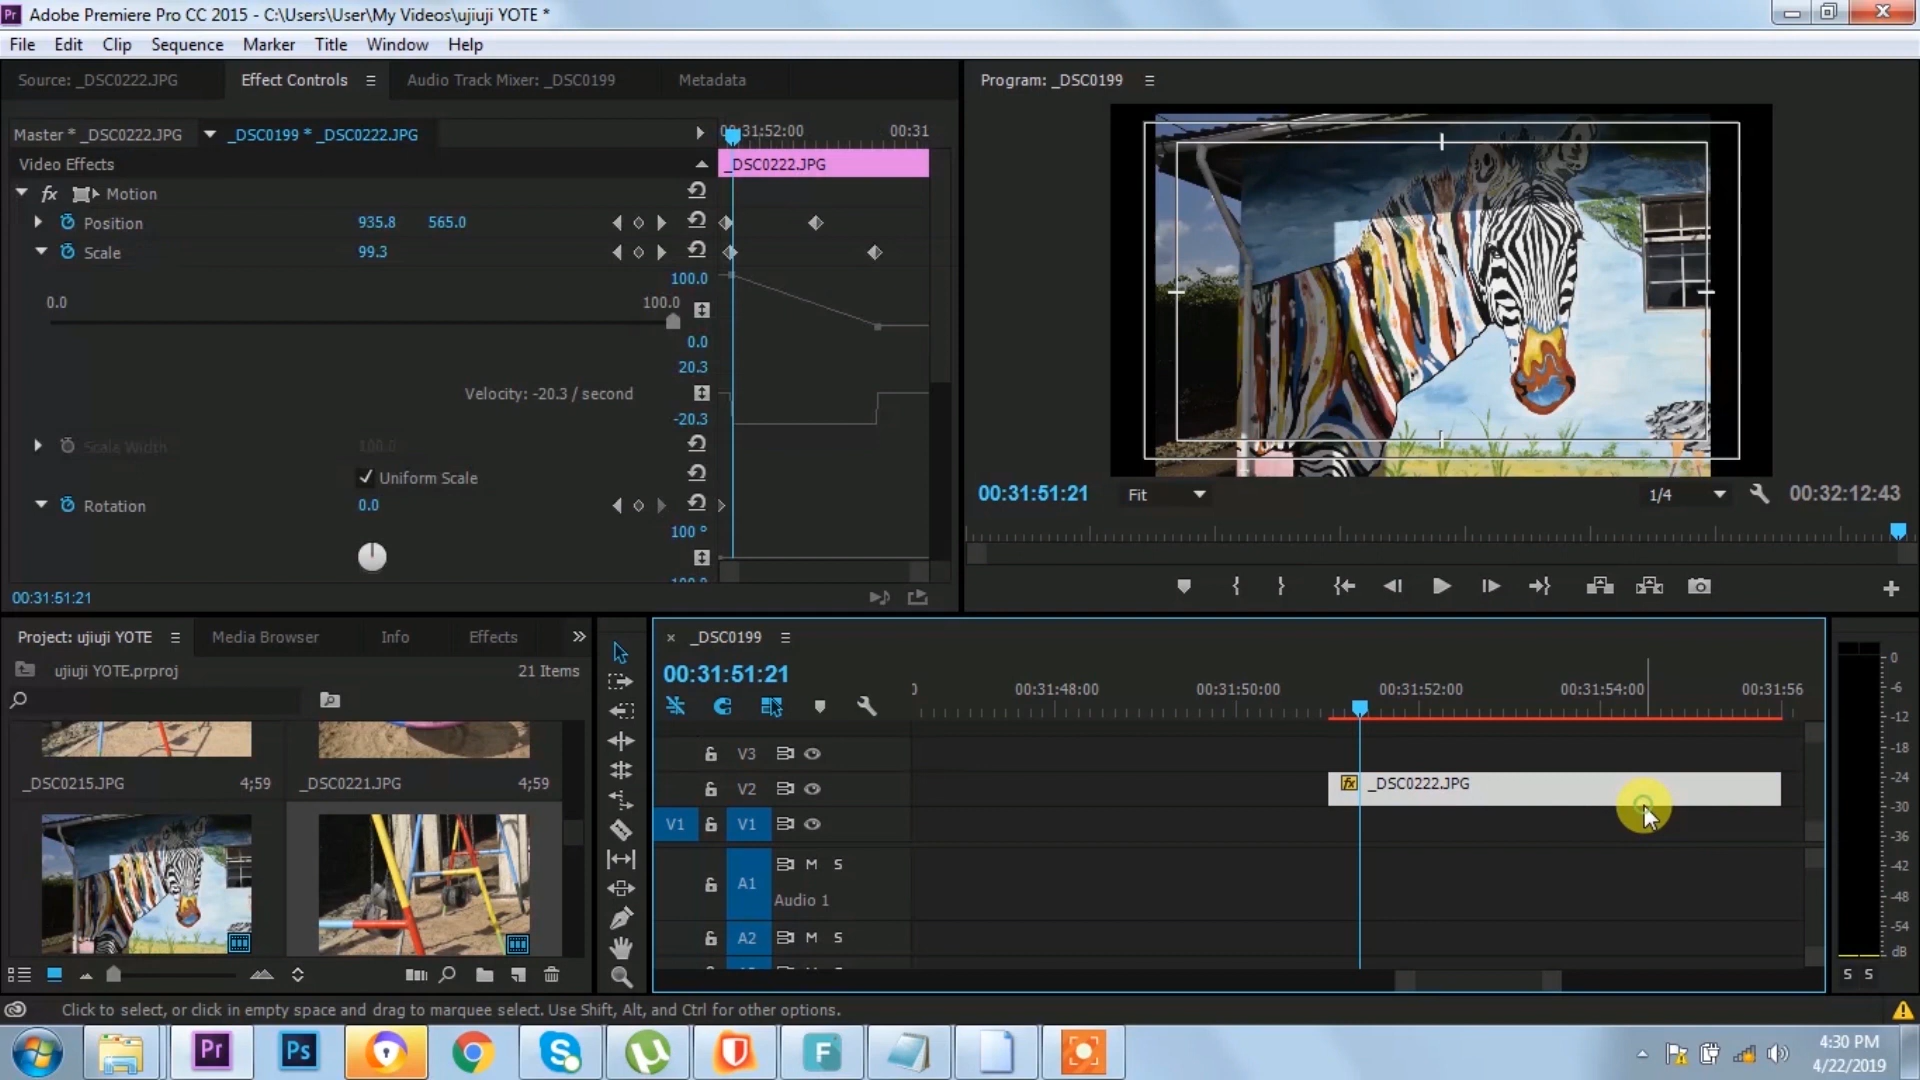 Adobe Premiere Pro CC 2015 - C:\Users\User\My Videos\ujiuji YOTE *
File Edit Clip Sequence Marker Title Window Help
Source: _DSC0222.JPG Effect Controls Audio Track Mixer: _DSC0199 Metadata
Master * _DSC0222.JPG _DSC0199 * _DSC0222.JPG
31:52:00 00:31
Video Effects
_DSC0222.JPG
fx Motion
Position 935.8 565.0
Scale 99.3
100.0
0.0 100.0
0.0
20.3
Velocity: -20.3 / second
-20.3
Scale Width 100.0
Uniform Scale
Rotation 0.0
100 °
00:31:51:21
Program: _DSC0199
00:31:51:21 Fit 1/4 00:32:12:43
Project: ujiuji YOTE Media Browser Info Effects
ujiuji YOTE.prproj 21 Items
_DSC0215.JPG 4;59
_DSC0221.JPG 4;59
_DSC0199
00:31:51:21
00:31:48:00 00:31:50:00 00:31:52:00 00:31:54:00 00:31:56
V3
V2
fx _DSC0222.JPG
V1 V1
M S
A1
Audio 1
A2 M S
0
-6
-12
-18
-24
-30
-36
-42
-48
-54
dB
S S
Click to select, or click in empty space and drag to marquee select. Use Shift, Alt, and Ctrl for other options.
Pr Ps S F
4:30 PM
4/22/2019